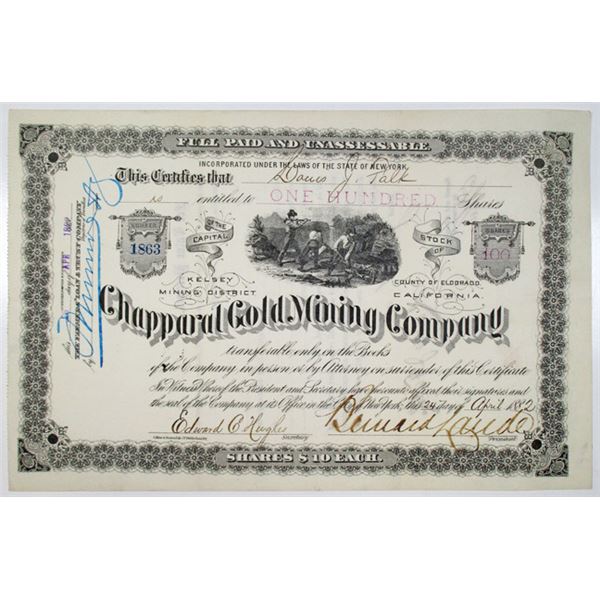 FULL PAID AND UNASSESSABLE.
INCORPORATED UNDER THE LAWS OF THE STATE OF NEW YORK.
This Certifies that
is entitled to ONE HUNDRED Shares
NUMBER
1863
OF THE
CAPITAL
STOCK
OF
SHARES
100
KELSEY
MINING DISTRICT
COUNTY OF ELDORADO.
CALIFORNIA.
Chapparal Gold Mining Company
transferable only on the Books
of the Company in person or by Attorney on surrender of this Certificate
In Witness Whereof the President and Secretary have hereunto affixed their signatures and
the seal of the Company at its Office in the City of New York, this 24 day of April 1882
Edward C Hughes
Secretary
President
SHARES $10 EACH.
day of APR